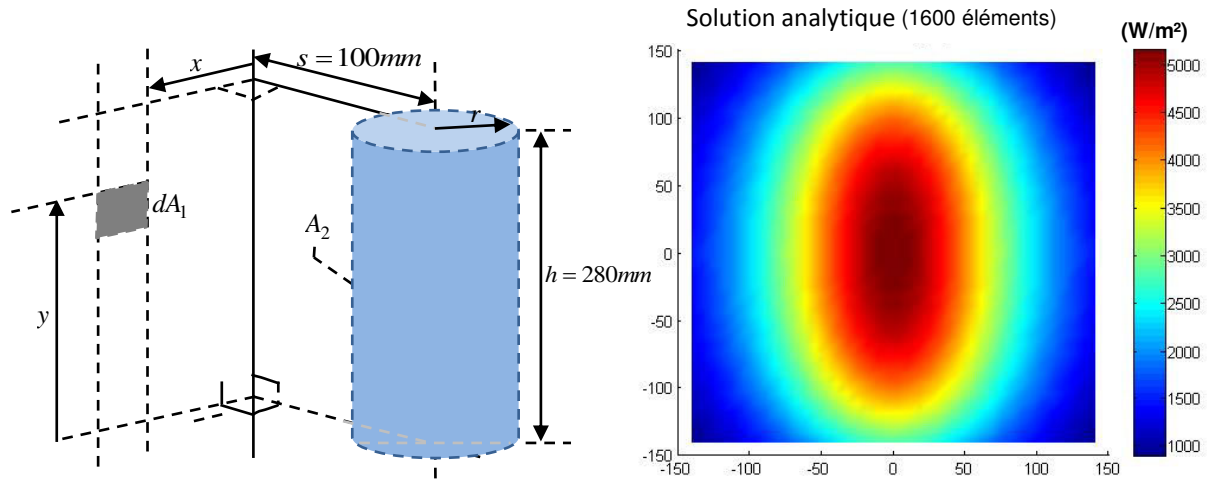 x
s = 100mm
r
dA₁
A₂
h = 280mm
y
Solution analytique (1600 éléments)
(W/m²)
150
100
50
0
-50
-100
-150
-150
-100
-50
0
50
100
150
5000
4500
4000
3500
3000
2500
2000
1500
1000